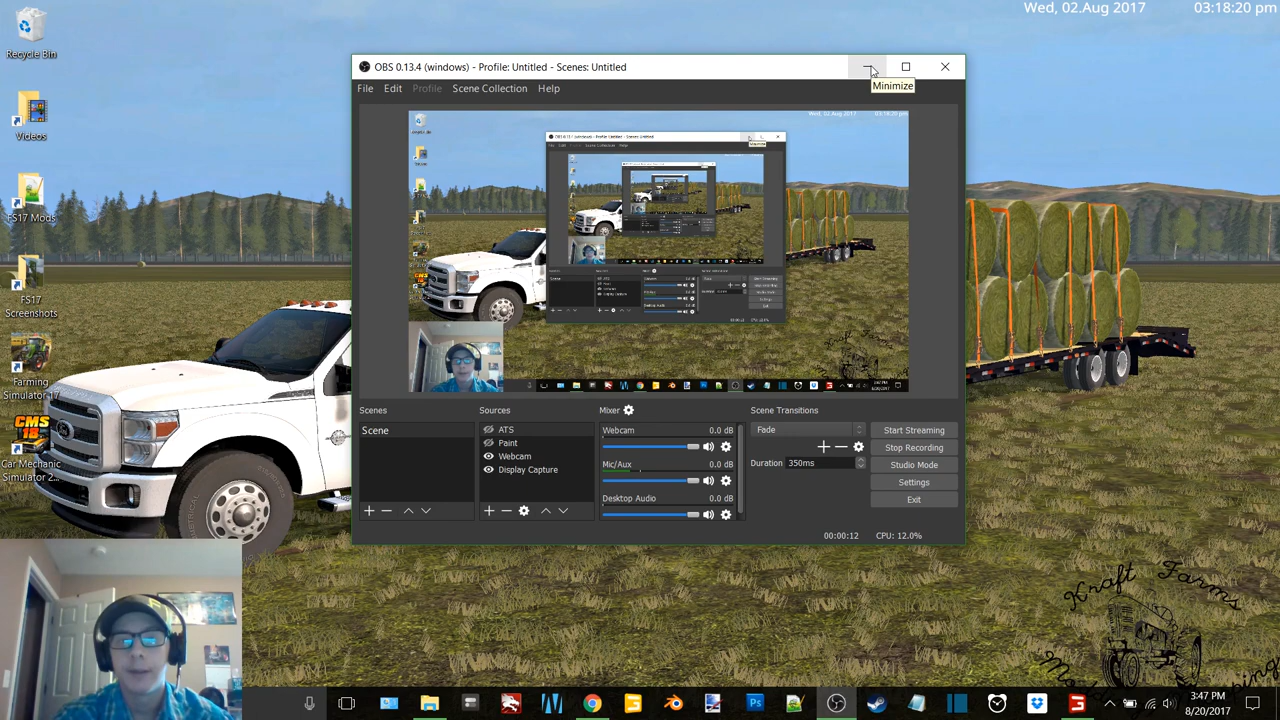 Wed, 02.Aug 2017 03:18:20 pm
Recycle Bin
Videos
FS17 Mods
FS17
Screenshots
Farming
Simulator 17
CMS
Car Mechanic
Simulator 2...
OBS 0.13.4 (windows) - Profile: Untitled - Scenes: Untitled
Minimize
File Edit Profile Scene Collection Help
Scenes
Scene
Sources
ATS
Paint
Webcam
Display Capture
Mixer
Webcam 0.0 dB
Mic/Aux 0.0 dB
Desktop Audio 0.0 dB
Scene Transitions
Fade
Duration 350ms
Start Streaming
Stop Recording
Studio Mode
Settings
Exit
00:00:12 CPU: 12.0%
Kraft Farms
3:47 PM
8/20/2017